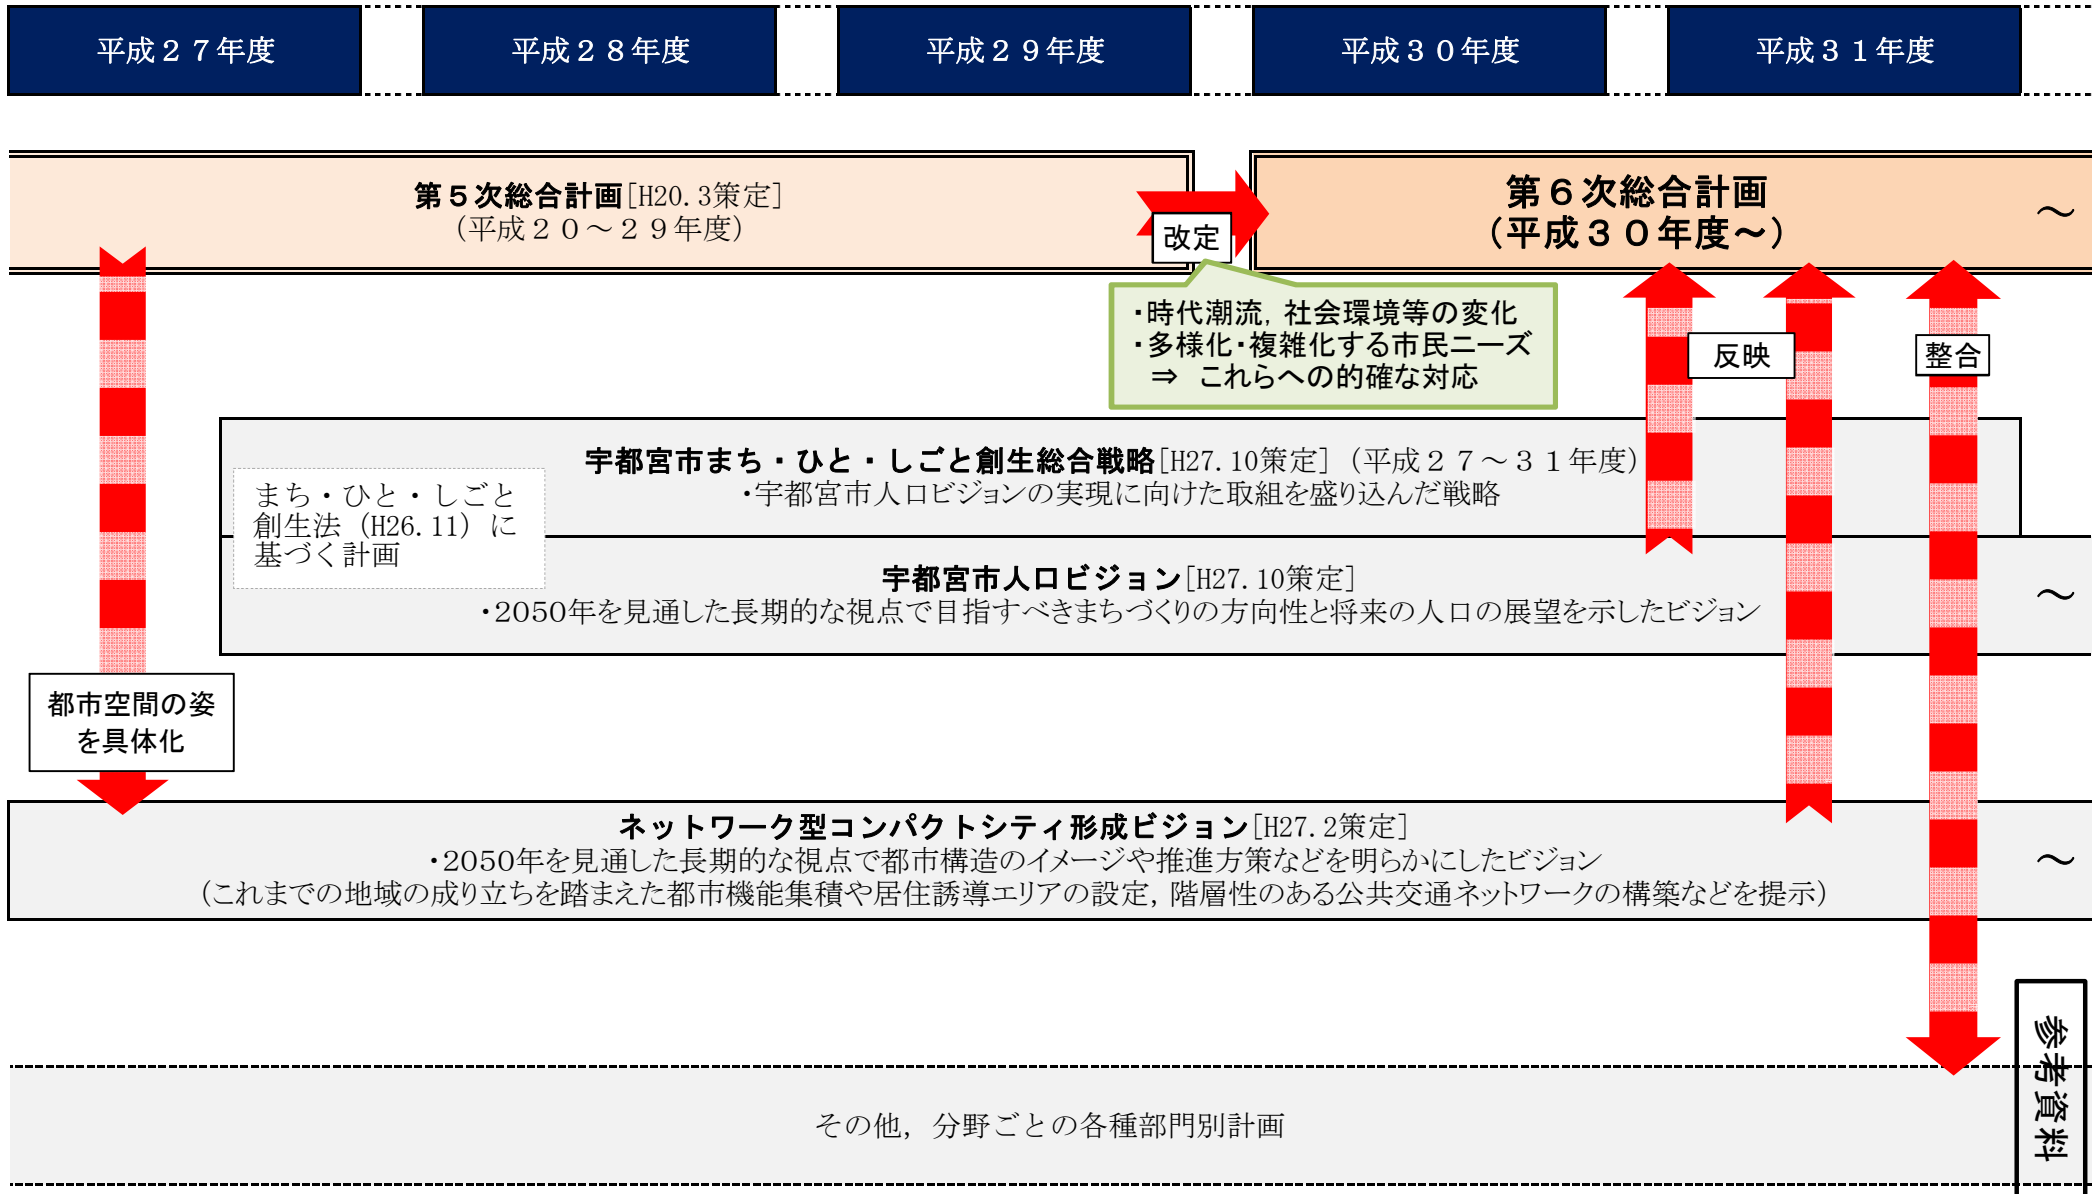 平成２７年度
平成２８年度
平成２９年度
平成３０年度
平成３１年度
第５次総合計画[H20.3策定]
（平成２０～２９年度）
改定
第６次総合計画
（平成３０年度～）
～
・時代潮流，社会環境等の変化
・多様化・複雑化する市民ニーズ
⇒　これらへの的確な対応
反映
整合
宇都宮市まち・ひと・しごと創生総合戦略[H27.10策定]（平成２７～３１年度）
・宇都宮市人口ビジョンの実現に向けた取組を盛り込んだ戦略
まち・ひと・しごと
創生法（H26.11）に
基づく計画
宇都宮市人口ビジョン[H27.10策定]
・2050年を見通した長期的な視点で目指すべきまちづくりの方向性と将来の人口の展望を示したビジョン
～
都市空間の姿
を具体化
ネットワーク型コンパクトシティ形成ビジョン[H27.2策定]
・2050年を見通した長期的な視点で都市構造のイメージや推進方策などを明らかにしたビジョン
（これまでの地域の成り立ちを踏まえた都市機能集積や居住誘導エリアの設定，階層性のある公共交通ネットワークの構築などを提示）
～
その他，分野ごとの各種部門別計画
参考資料